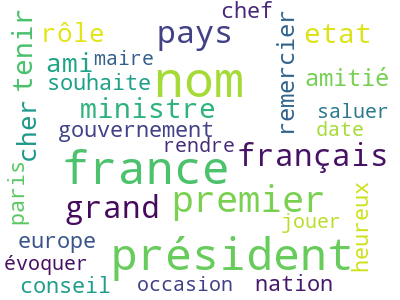 chef
rôle
pays
etat
tenir
ami
maire
nom
remercier
souhaite
amitié
cher
ministre
saluer
gouvernement
date
rendre
france
français
paris
grand
premier
heureux
jouer
europe
président
évoquer
conseil
occasion
nation